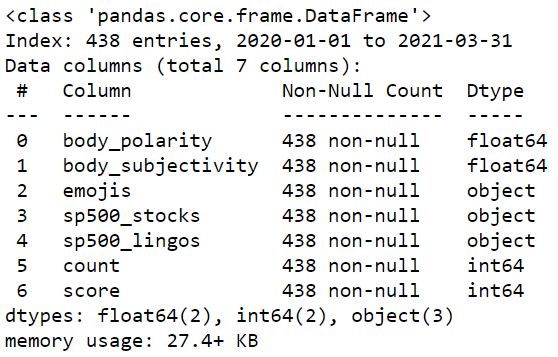 <class 'pandas.core.frame.DataFrame'>
Index: 438 entries, 2020-01-01 to 2021-03-31
Data columns (total 7 columns):
 #   Column             Non-Null Count  Dtype
---  ------             --------------  -----
 0   body_polarity      438 non-null    float64
 1   body_subjectivity  438 non-null    float64
 2   emojis             438 non-null    object
 3   sp500_stocks       438 non-null    object
 4   sp500_lingos       438 non-null    object
 5   count              438 non-null    int64
 6   score              438 non-null    int64
dtypes: float64(2), int64(2), object(3)
memory usage: 27.4+ KB